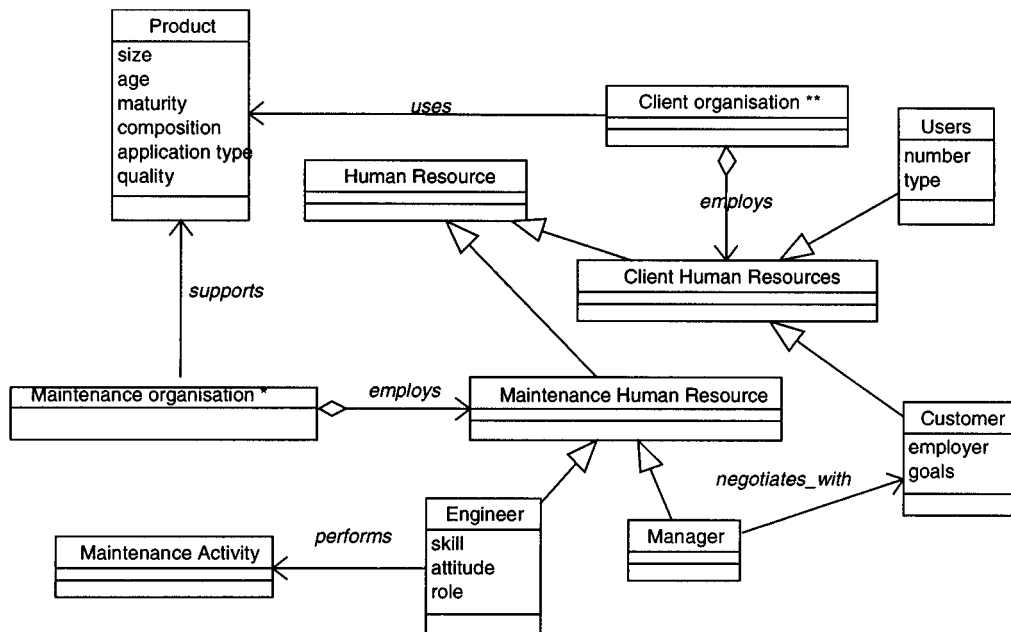 Product
size
age
maturity
composition
application type
quality
uses
Client organisation **
Users
number
type
Human Resource
employs
Client Human Resources
supports
Maintenance organisation *
employs
Maintenance Human Resource
Customer
employer
goals
negotiates_with
Engineer
skill
attitude
role
Manager
performs
Maintenance Activity